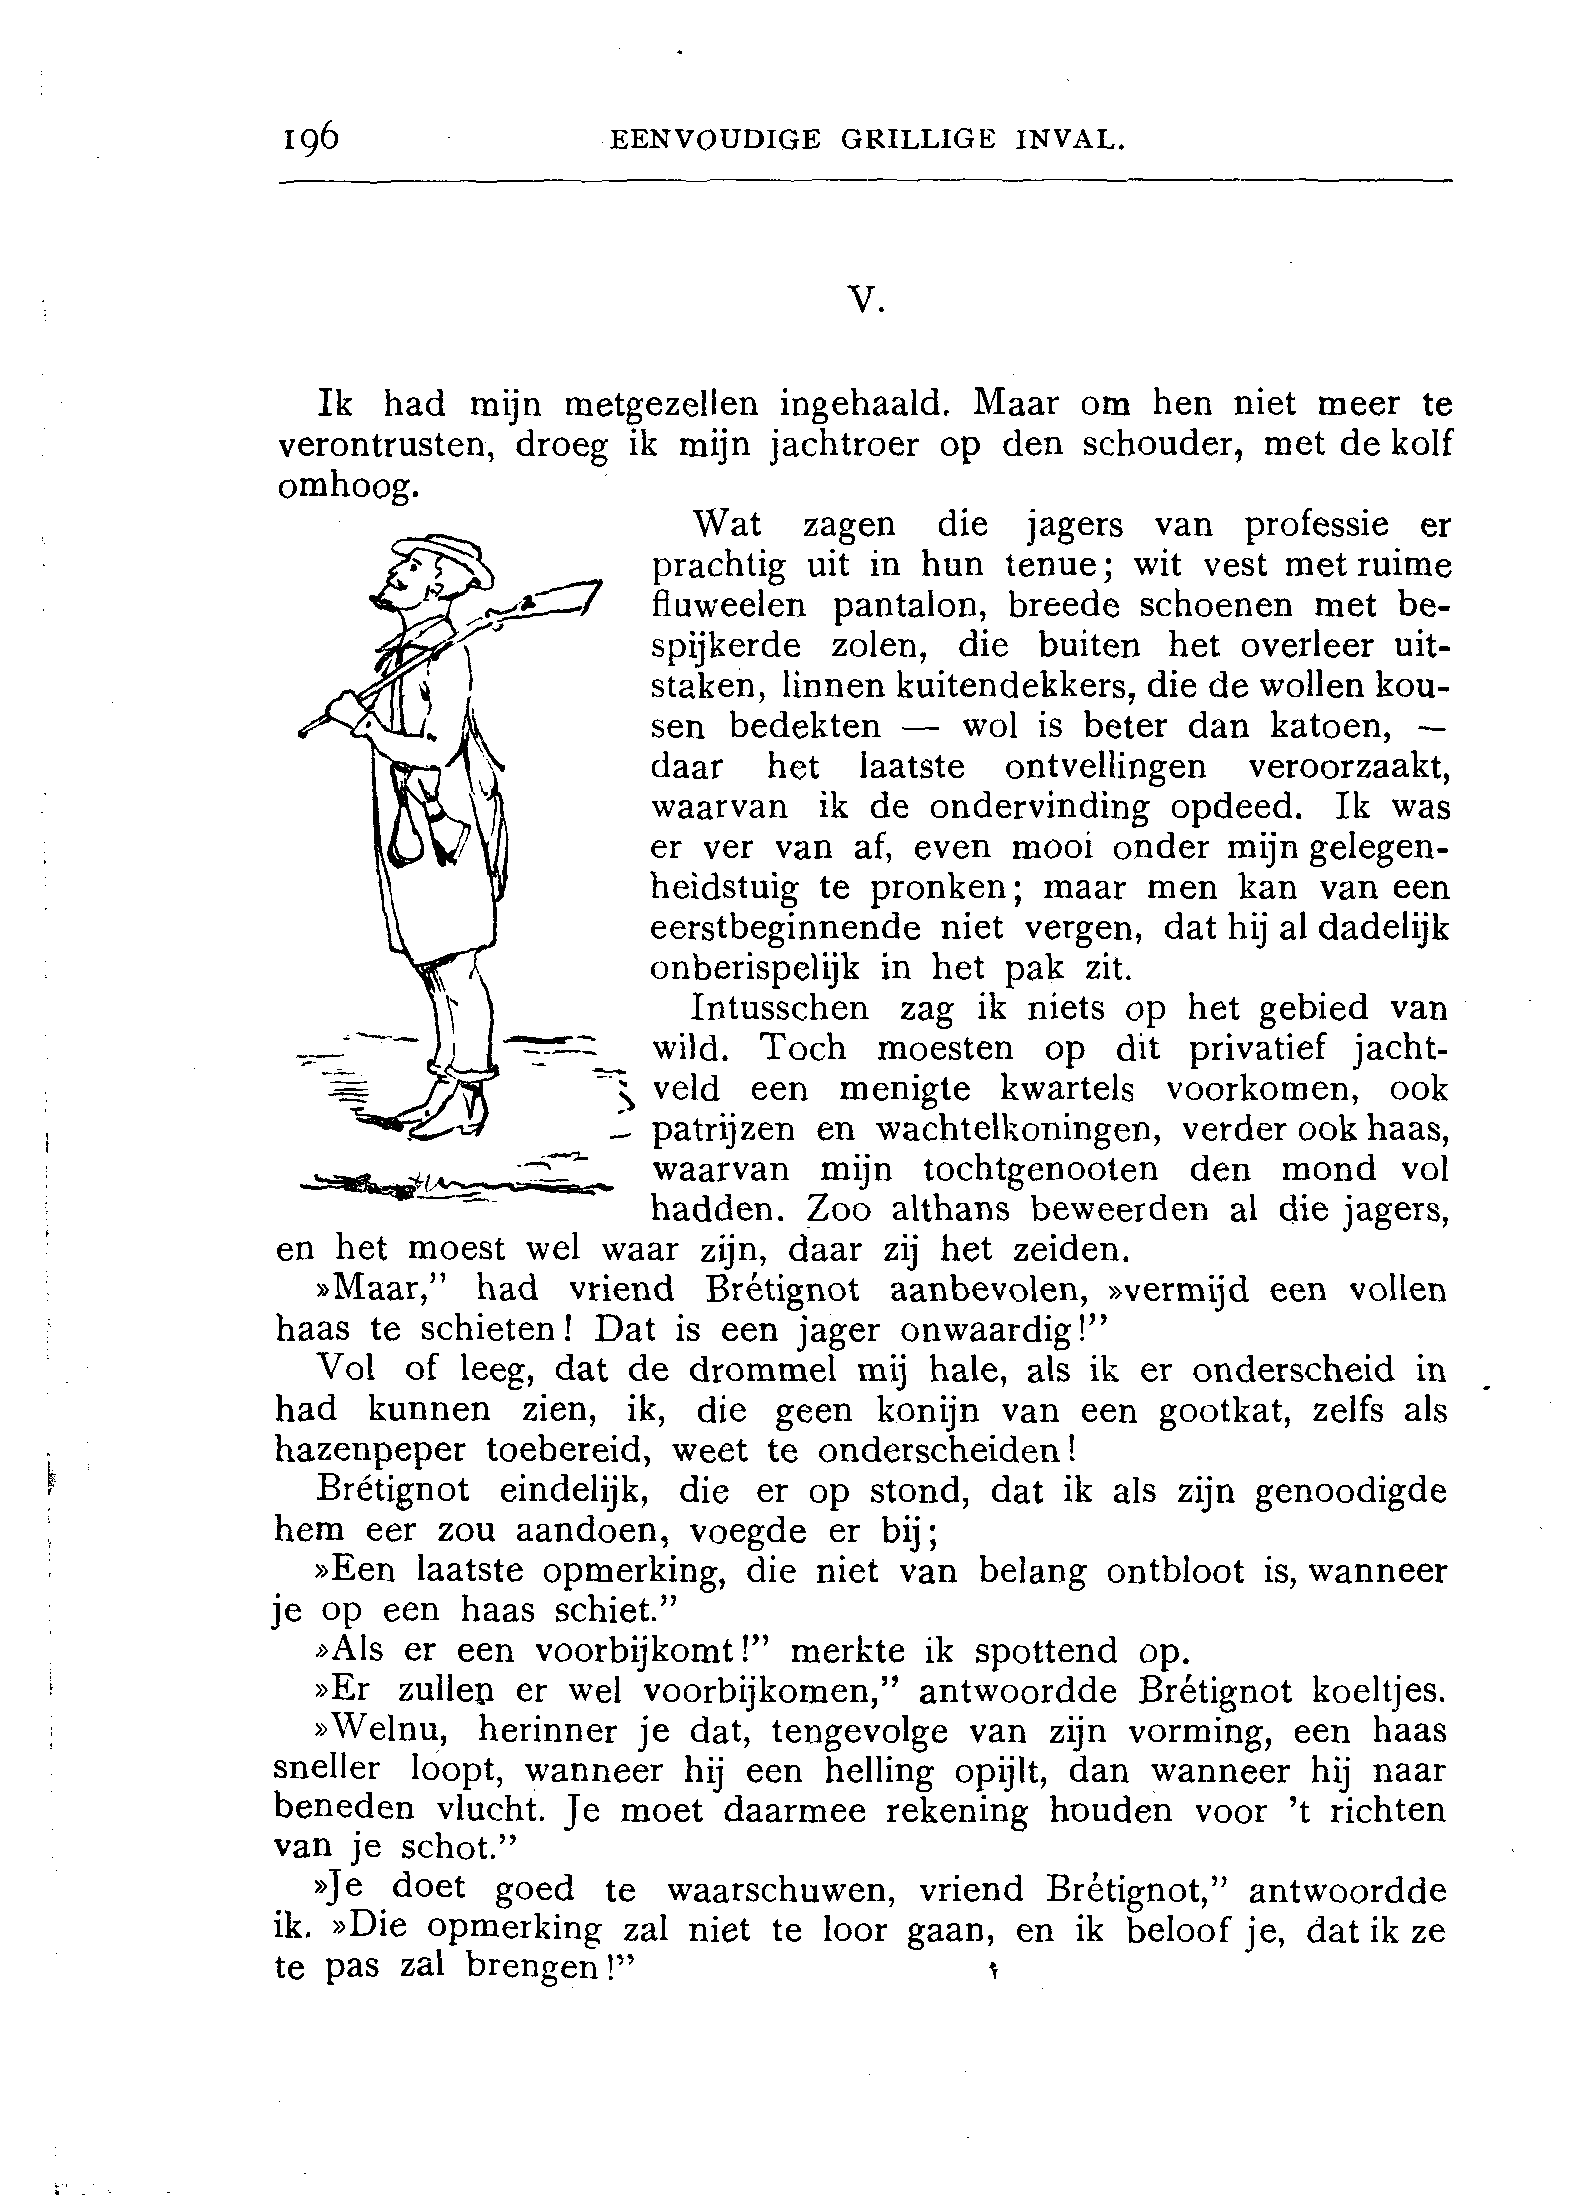 196 EENVOUDIGE GRILLIGE INVAL.
V.
Ik had mijn metgezellen ingehaald. Maar om hen niet meer te
verontrusten, droeg ik mijn jachtroer op den schouder, met de kolf
omhoog.
Wat zagen die jagers van professie er
prachtig uit in hun tenue; wit vest met ruime
fluweelen pantalon, breede schoenen met be-
spijkerde zolen, die buiten het overleer uit-
staken, linnen kuitendekkers, die de wollen kou-
sen bedekten — wol is beter dan katoen, —
daar het laatste ontvellingen veroorzaakt,
waarvan ik de ondervinding opdeed. Ik was
er ver van af, even mooi onder mijn gelegen-
heidstuig te pronken; maar men kan van een
eerstbeginnende niet vergen, dat hij al dadelijk
onberispelijk in het pak zit.
Intusschen zag ik niets op het gebied van
wild. Toch moesten op dit privatief jacht-
veld een menigte kwartels voorkomen, ook
patrijzen en wachtelkoningen, verder ook haas,
waarvan mijn tochtgenooten den mond vol
hadden. Zoo althans beweerden al die jagers,
en het moest wel waar zijn, daar zij het zeiden.
»Maar,” had vriend Brétignot aanbevolen, »vermijd een vollen
haas te schieten! Dat is een jager onwaardig!”
Vol of leeg, dat de drommel mij hale, als ik er onderscheid in
had kunnen zien, ik, die geen konijn van een gootkat, zelfs als
hazenpeper toebereid, weet te onderscheiden!
Brétignot eindelijk, die er op stond, dat ik als zijn genoodigde
hem eer zou aandoen, voegde er bij;
»Een laatste opmerking, die niet van belang ontbloot is, wanneer
je op een haas schiet.”
»Als er een voorbijkomt!” merkte ik spottend op.
»Er zullen er wel voorbijkomen,” antwoordde Brétignot koeltjes.
»Welnu, herinner je dat, tengevolge van zijn vorming, een haas
sneller loopt, wanneer hij een helling opijlt, dan wanneer hij naar
beneden vlucht. Je moet daarmee rekening houden voor ’t richten
van je schot.”
»Je doet goed te waarschuwen, vriend Brétignot,” antwoordde
ik. »Die opmerking zal niet te loor gaan, en ik beloof je, dat ik ze
te pas zal brengen!”